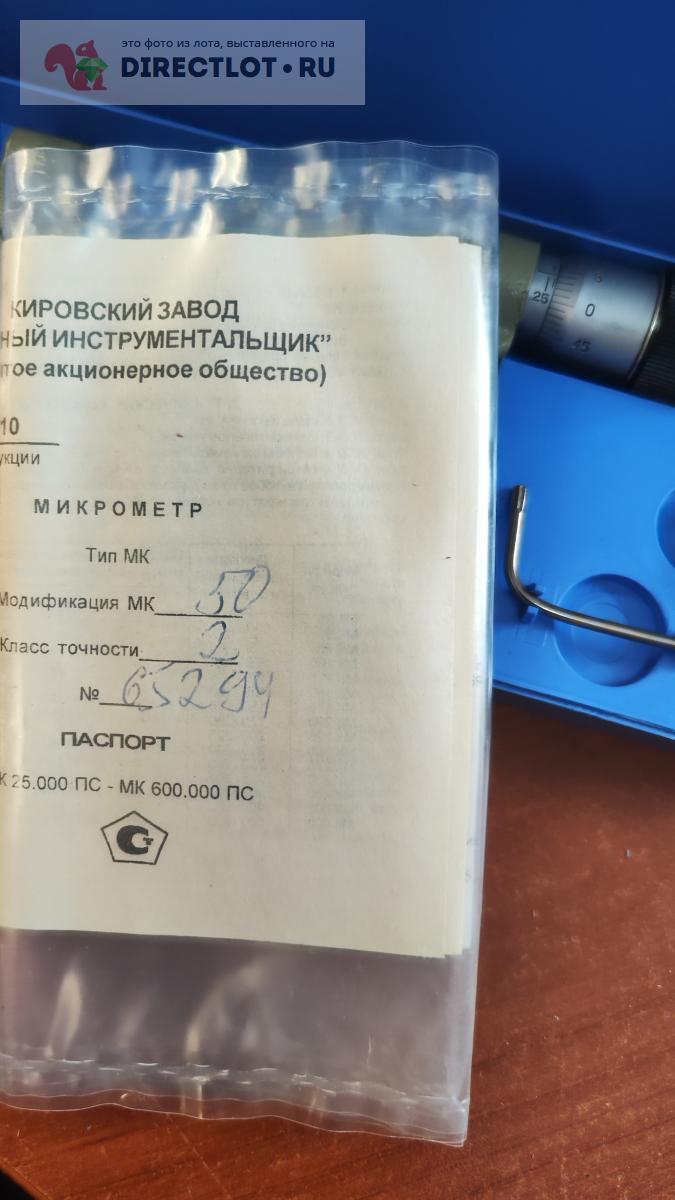 это фото из лота, выставленного на
DIRECTLOT.RU
КИРОВСКИЙ ЗАВОД
НЫЙ ИНСТРУМЕНТАЛЬЩИК”
тое акционерное общество)
10
укции
МИКРОМЕТР
Тип МК
Модификация МК 50
Класс точности 2
№ 65294
ПАСПОРТ
К 25.000 ПС - МК 600.000 ПС
Ст
25
5
0
45